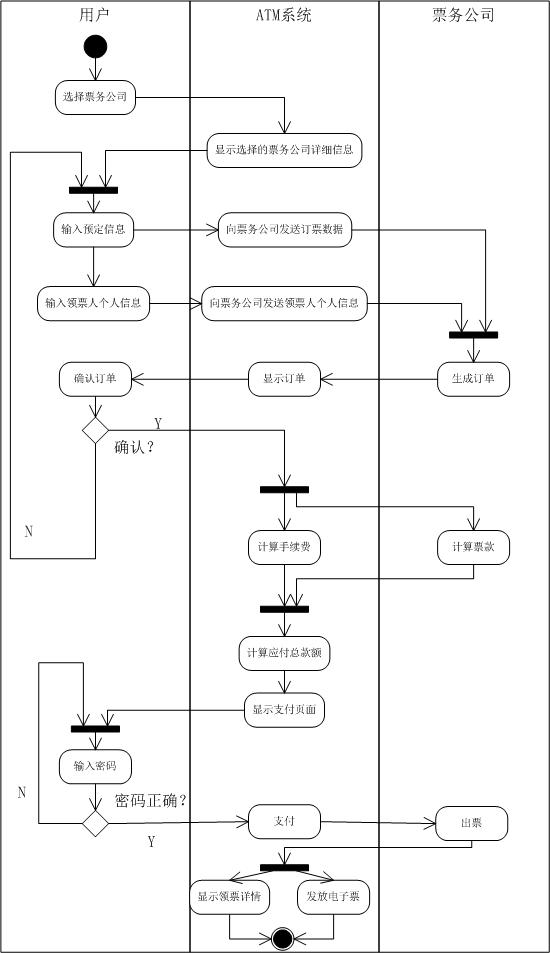 用户
ATM系统
票务公司
选择票务公司
显示选择的票务公司详细信息
输入预定信息
向票务公司发送订票数据
输入领票人个人信息
向票务公司发送领票人个人信息
确认订单
显示订单
生成订单
Y
确认?
N
计算手续费
计算票款
计算应付总款额
显示支付页面
输入密码
N
密码正确?
Y
支付
出票
显示领票详情
发放电子票